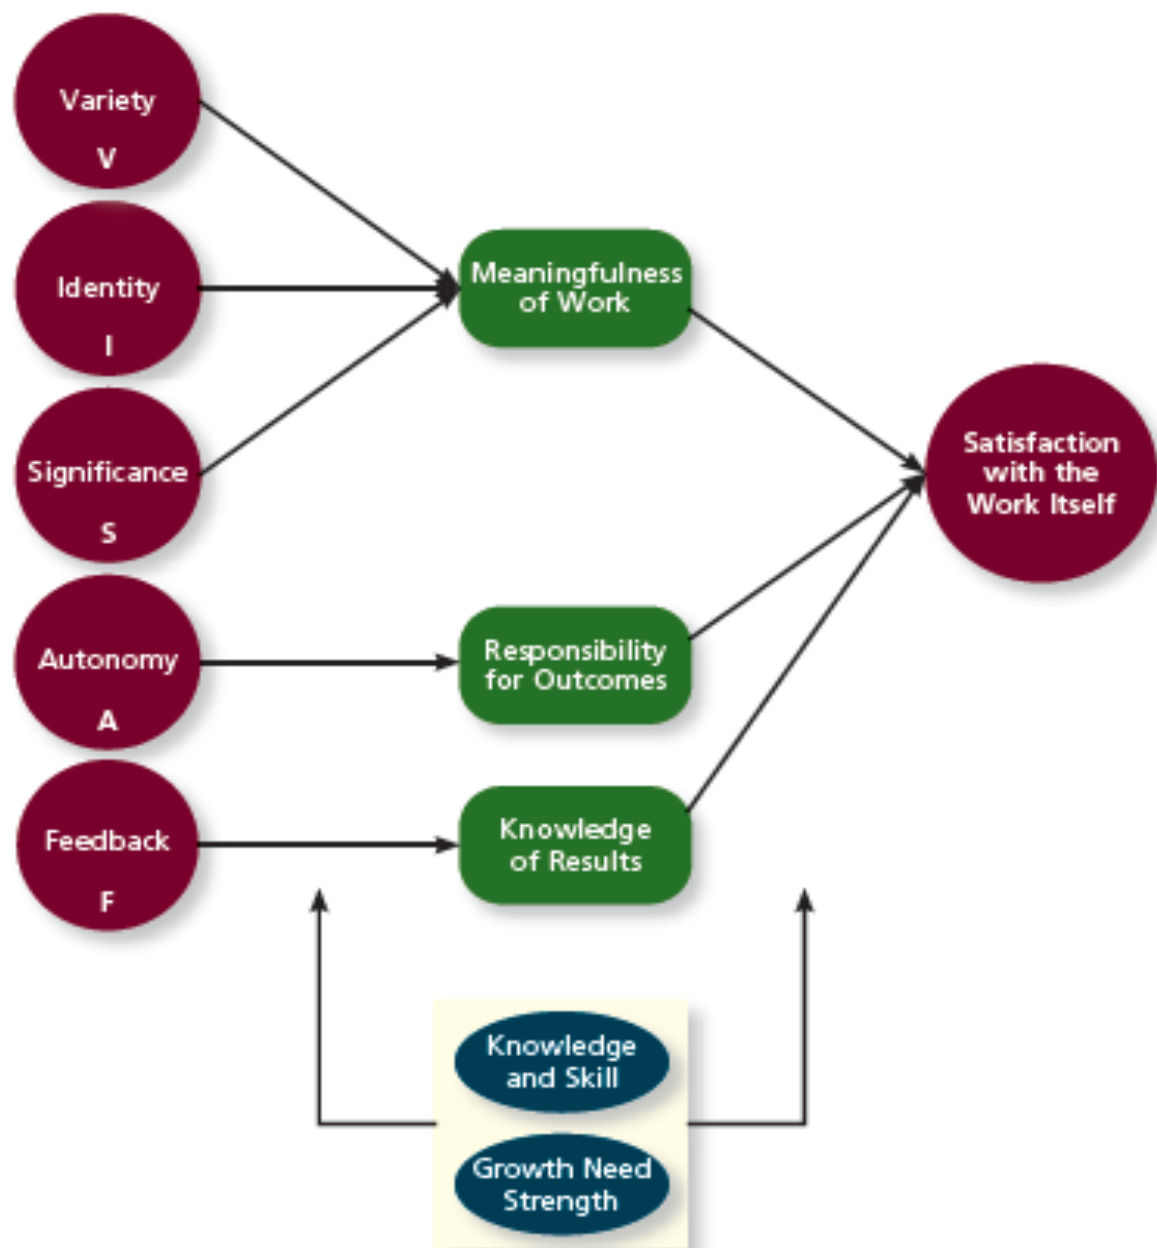 Variety
V
Identity
I
Significance
S
Autonomy
A
Feedback
F
Meaningfulness
of Work
Responsibility
for Outcomes
Knowledge
of Results
Satisfaction
with the
Work Itself
Knowledge
and Skill
Growth Need
Strength